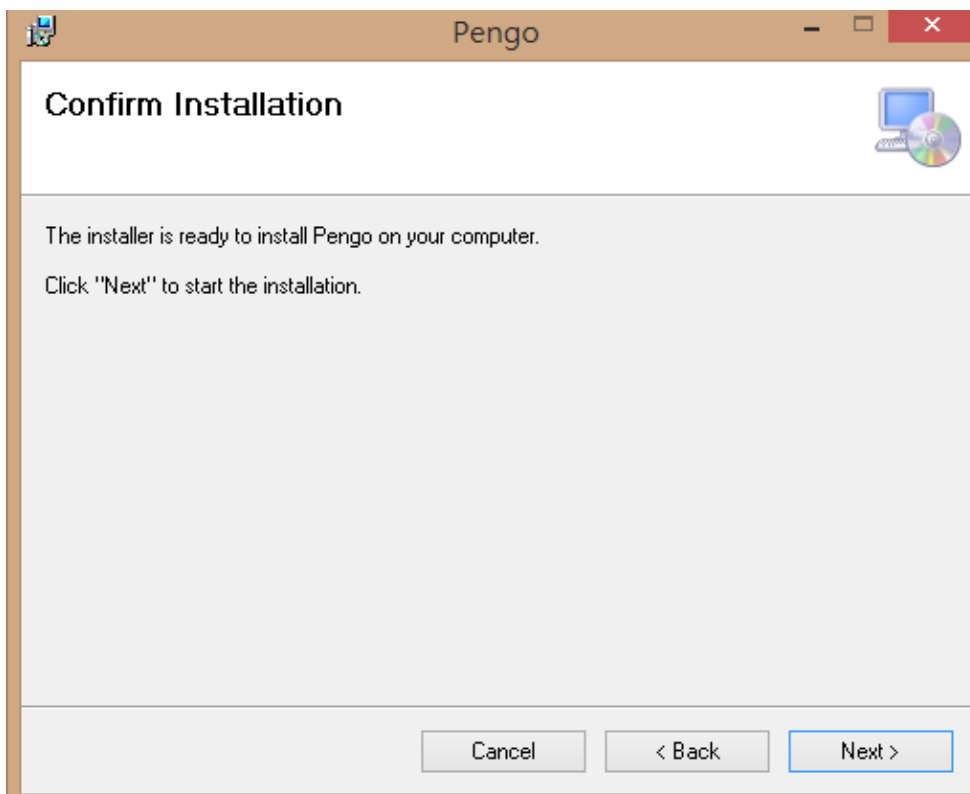 Pengo
Confirm Installation
The installer is ready to install Pengo on your computer.
Click "Next" to start the installation.
Cancel
< Back
Next >